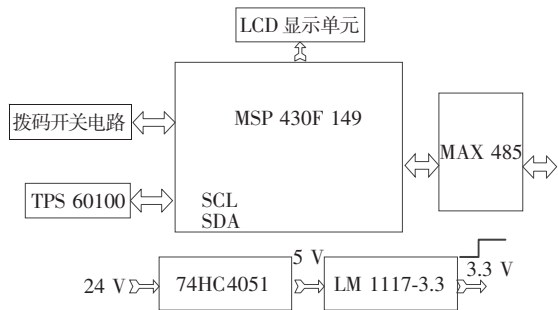 LCD 显示单元
MSP 430F 149
拨码开关电路
MAX 485
TPS 60100
SCL
SDA
5 V
3.3 V
24 V
74HC4051
LM 1117-3.3